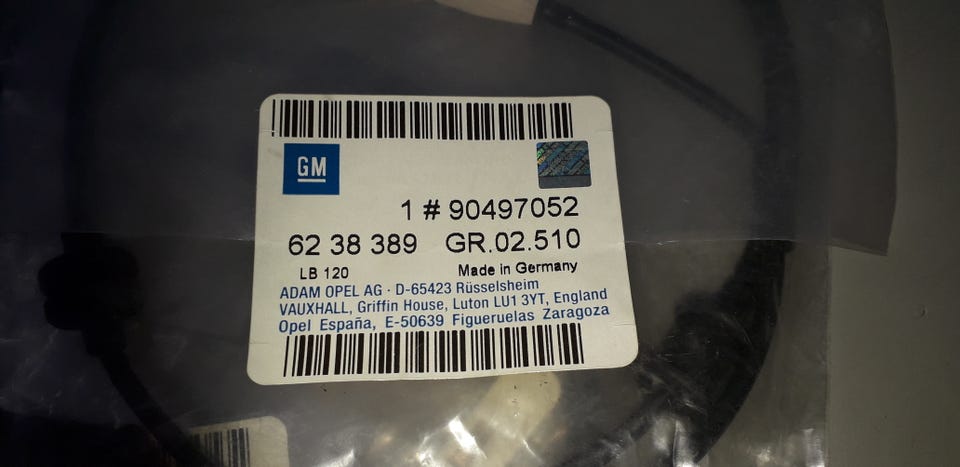 GM
1 # 90497052
62 38 389 GR.02.510
LB 120 Made in Germany
ADAM OPEL AG · D-65423 Rüsselsheim
VAUXHALL, Griffin House, Luton LU1 3YT, England
Opel España, E-50639 Figueruelas Zaragoza